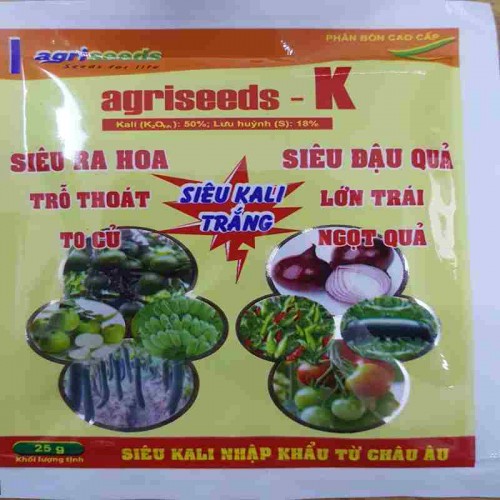 PHÂN BÓN CAO CẤP
agriseeds
Seeds for life
agriseeds - K
Kali (K₂Ohh): 50%; Lưu huỳnh (S): 18%
SIÊU RA HOA
SIÊU ĐẬU QUẢ
TRỖ THOÁT
SIÊU KALI
TRẮNG
LỚN TRÁI
TO CỦ
NGỌT QUẢ
25 g
Khối lượng tịnh
SIÊU KALI NHẬP KHẨU TỪ CHÂU ÂU